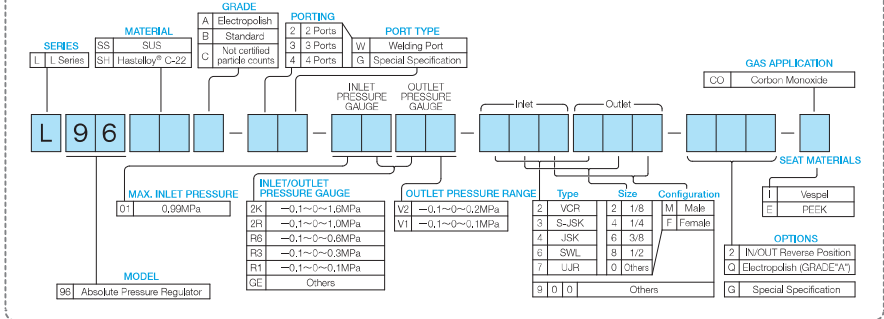 GRADE
A Electropolish
B Standard
C Not certified particle counts
PORTING
2 2 Ports
3 3 Ports
4 4 Ports
PORT TYPE
W Welding Port
G Special Specification
MATERIAL
SS SUS
SH Hastelloy® C-22
SERIES
L L Series
GAS APPLICATION
CO Corbon Monoxide
INLET PRESSURE GAUGE
OUTLET PRESSURE GAUGE
Inlet
Outlet
L 9 6 – – – – –
SEAT MATERIALS
I Vespel
E PEEK
MAX. INLET PRESSURE
01 0,99MPa
INLET/OUTLET
PRESSURE GAUGE
2K −0.1~0~1.6MPa
2R −0.1~0~1.0MPa
R6 −0.1~0~0.6MPa
R3 −0.1~0~0.3MPa
R1 −0.1~0~0.1MPa
GE Others
OUTLET PRESSURE RANGE
V2 −0.1~0~0.2MPa
V1 −0.1~0~0.1MPa
Type
2 VCR
3 S-JSK
4 JSK
6 SWL
7 UJR
Size
2 1/8
4 1/4
6 3/8
8 1/2
0 Others
Configuration
M Male
F Female
9 0 0 Others
OPTIONS
2 IN/OUT Reverse Position
Q Electropolish (GRADE"A")
G Special Specification
MODEL
96 Absolute Pressure Regulator